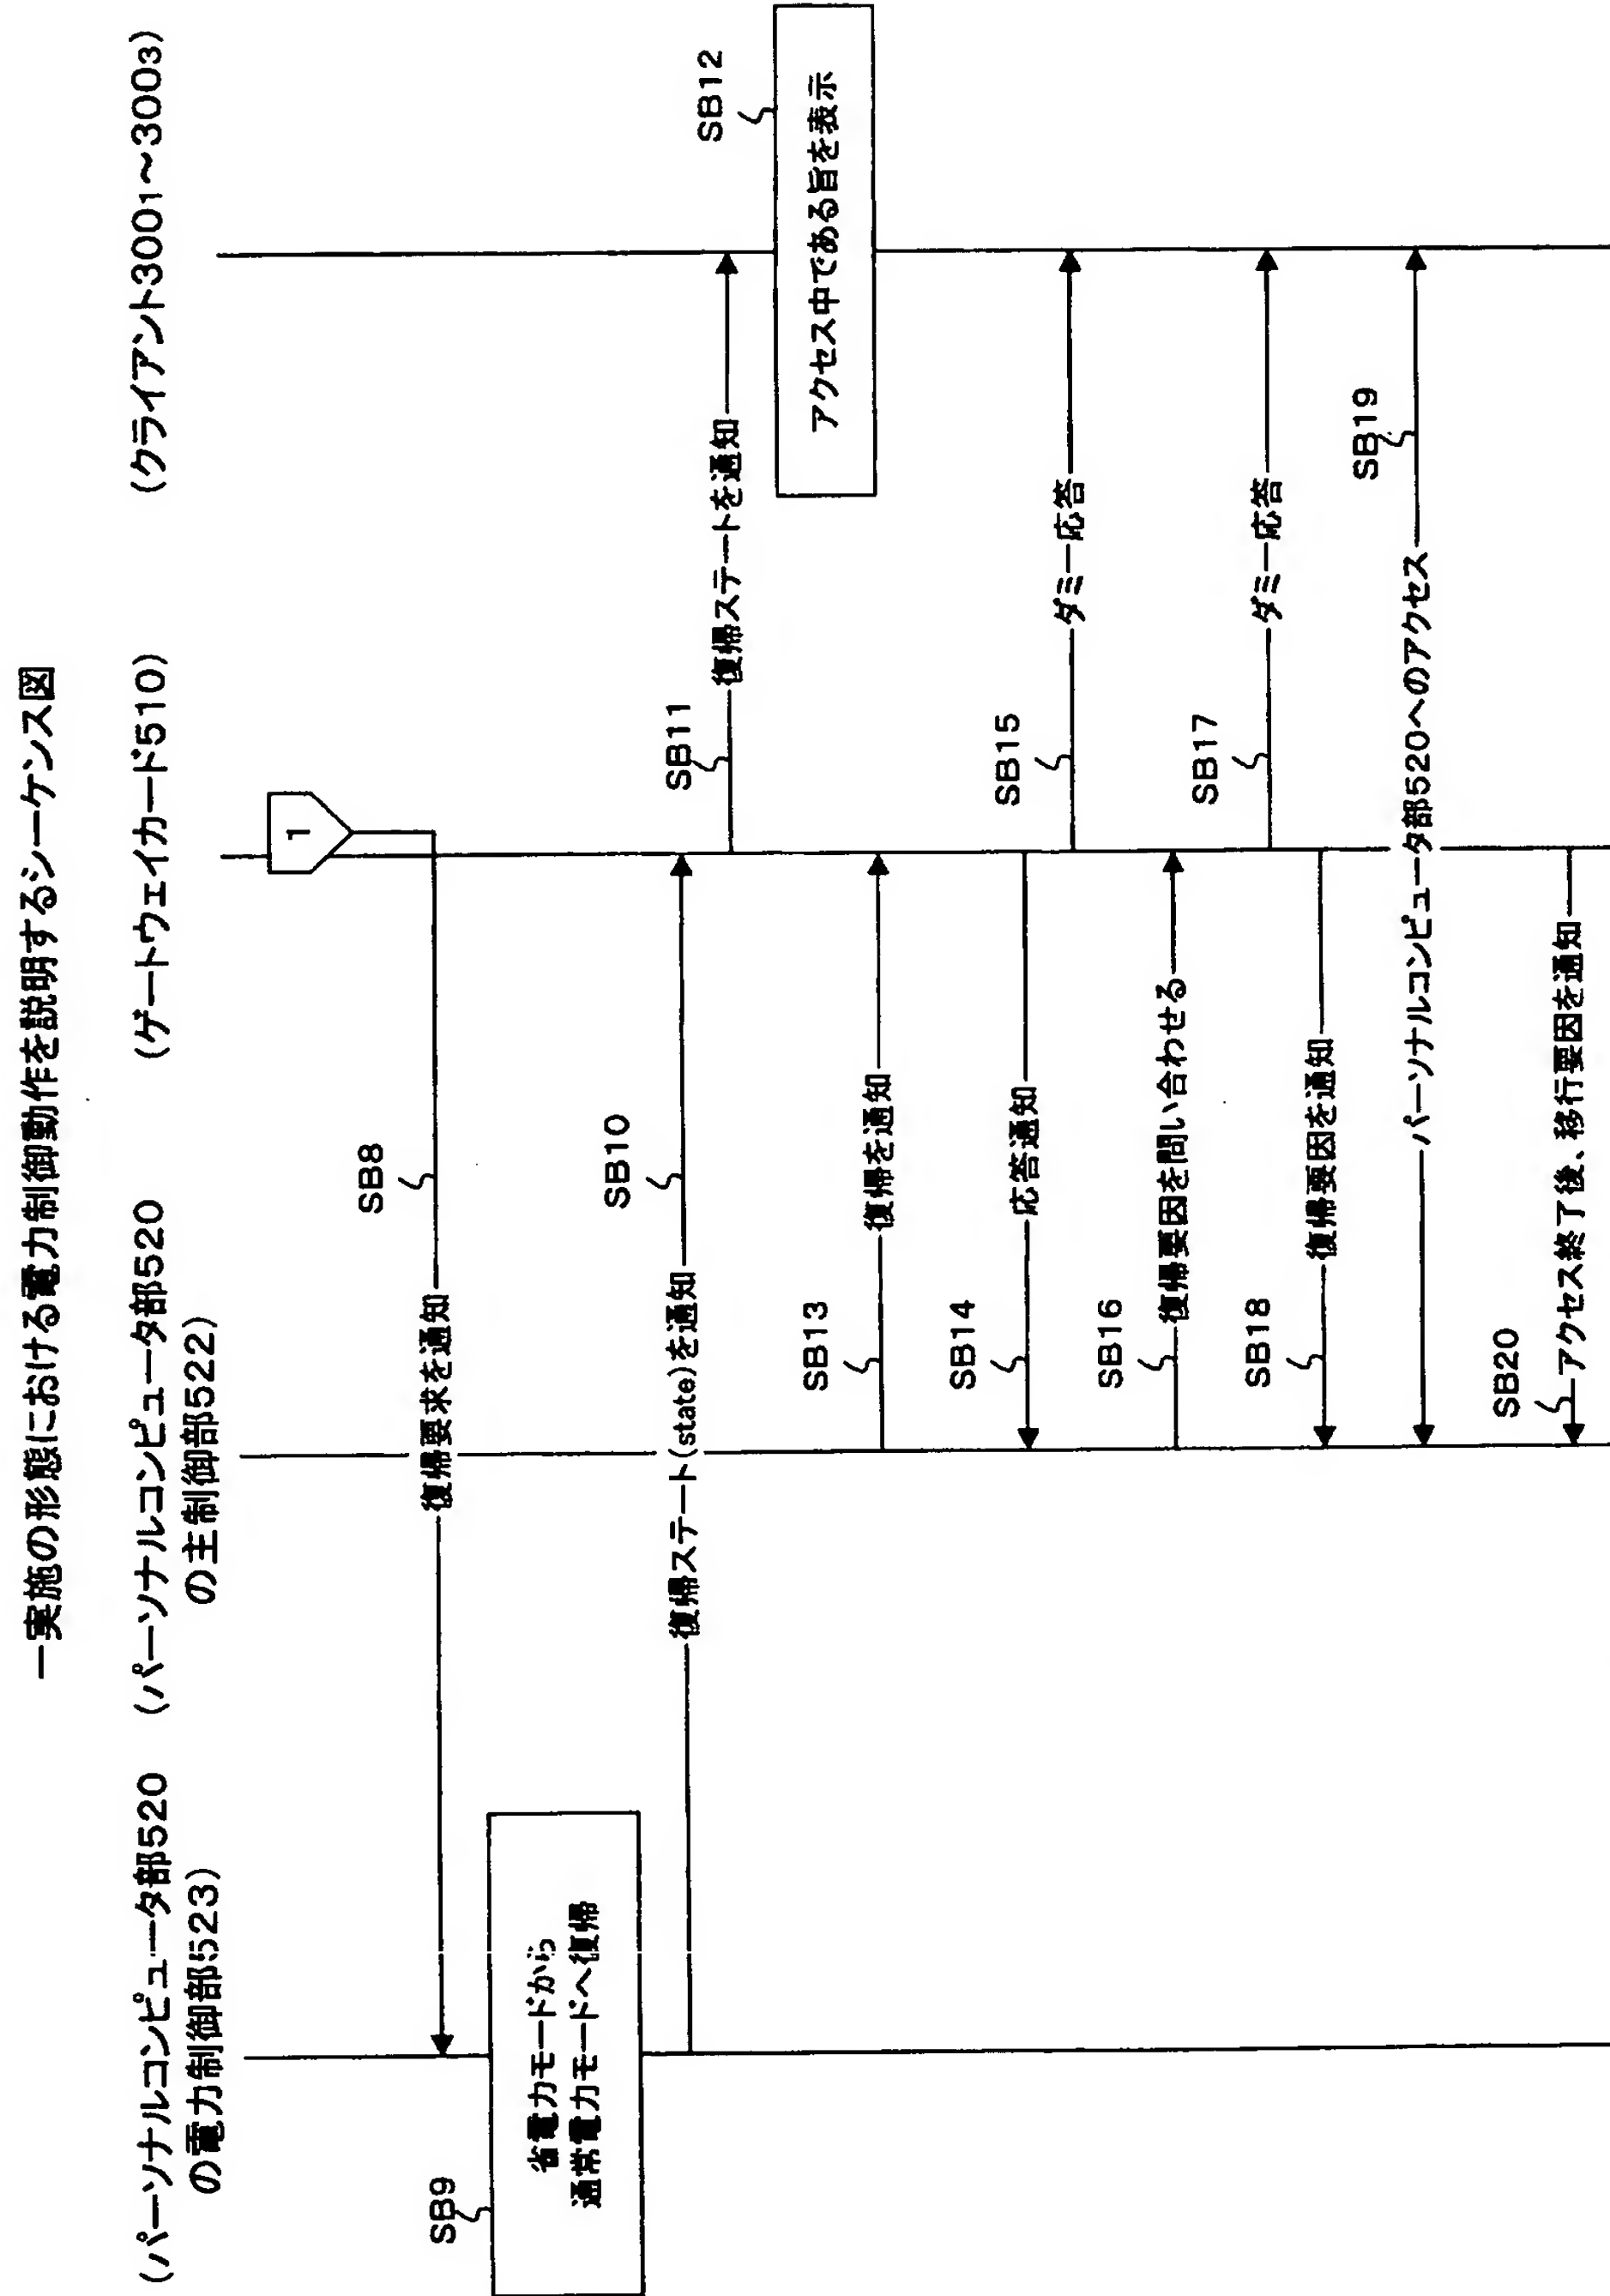 一実施の形態における電力制御動作を説明するシーケンス図
(パーソナルコンピュータ部520
の電力制御部523)
(パーソナルコンピュータ部520
の主制御部522)
(ゲートウェイカード510)
(クライアント300₁~300₃)
1
SB8
復帰要求を通知
SB9
省電力モードから
通常電力モードへ復帰
SB10
復帰ステート(state)を通知
SB11
復帰ステートを通知
SB12
アクセス中である旨を表示
SB13
復帰を通知
SB14
応答通知
SB15
ダミー応答
SB16
復帰要因を問い合わせる
SB17
ダミー応答
SB18
復帰要因を通知
SB19
パーソナルコンピュータ部520へのアクセス
SB20
アクセス終了後、移行要因を通知